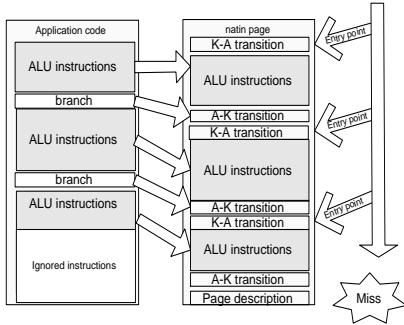 Application code
ALU instructions
branch
ALU instructions
branch
ALU instructions
Ignored instructions
natin page
K-A transition
ALU instructions
A-K transition
K-A transition
ALU instructions
A-K transition
K-A transition
ALU instructions
A-K transition
Page description
Entry point
Entry point
Entry point
Miss